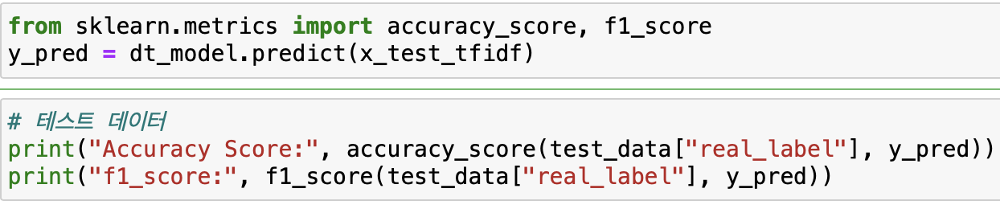 from sklearn.metrics import accuracy_score, f1_score
y_pred = dt_model.predict(x_test_tfidf)
# 테스트 데이터
print("Accuracy Score:", accuracy_score(test_data["real_label"], y_pred))
print("f1_score:", f1_score(test_data["real_label"], y_pred))